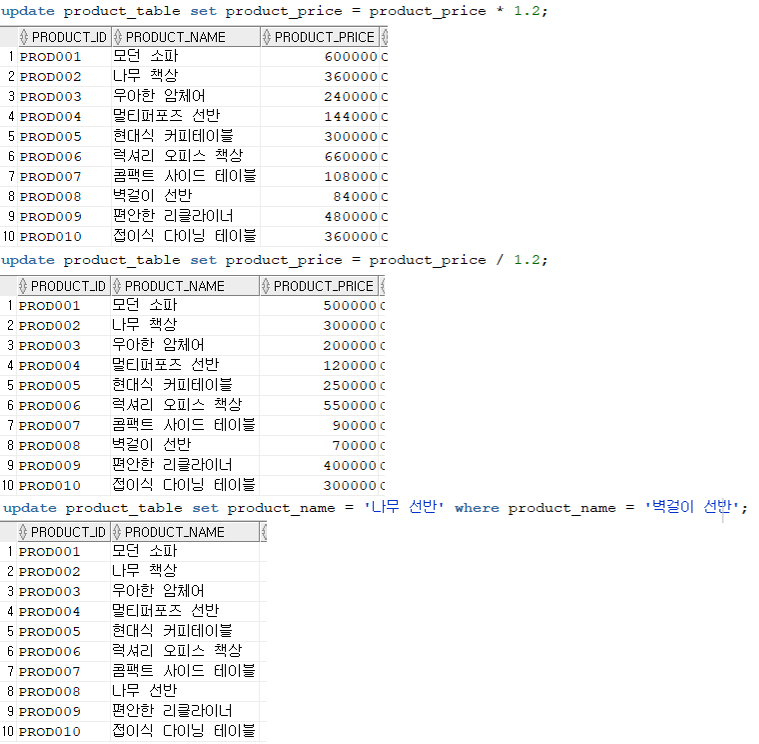 update product_table set product_price = product_price * 1.2;
PRODUCT_ID PRODUCT_NAME PRODUCT_PRICE
1 PROD001 모던 소파 600000 C
2 PROD002 나무 책상 360000 C
3 PROD003 우아한 암체어 240000 C
4 PROD004 멀티퍼포즈 선반 144000 C
5 PROD005 현대식 커피테이블 300000 C
6 PROD006 럭셔리 오피스 책상 660000 C
7 PROD007 콤팩트 사이드 테이블 108000 C
8 PROD008 벽걸이 선반 84000 C
9 PROD009 편안한 리클라이너 480000 C
10 PROD010 접이식 다이닝 테이블 360000 C
update product_table set product_price = product_price / 1.2;
PRODUCT_ID PRODUCT_NAME PRODUCT_PRICE
1 PROD001 모던 소파 500000 C
2 PROD002 나무 책상 300000 C
3 PROD003 우아한 암체어 200000 C
4 PROD004 멀티퍼포즈 선반 120000 C
5 PROD005 현대식 커피테이블 250000 C
6 PROD006 럭셔리 오피스 책상 550000 C
7 PROD007 콤팩트 사이드 테이블 90000 C
8 PROD008 벽걸이 선반 70000 C
9 PROD009 편안한 리클라이너 400000 C
10 PROD010 접이식 다이닝 테이블 300000 C
update product_table set product_name = '나무 선반' where product_name = '벽걸이 선반';
PRODUCT_ID PRODUCT_NAME
1 PROD001 모던 소파
2 PROD002 나무 책상
3 PROD003 우아한 암체어
4 PROD004 멀티퍼포즈 선반
5 PROD005 현대식 커피테이블
6 PROD006 럭셔리 오피스 책상
7 PROD007 콤팩트 사이드 테이블
8 PROD008 나무 선반
9 PROD009 편안한 리클라이너
10 PROD010 접이식 다이닝 테이블